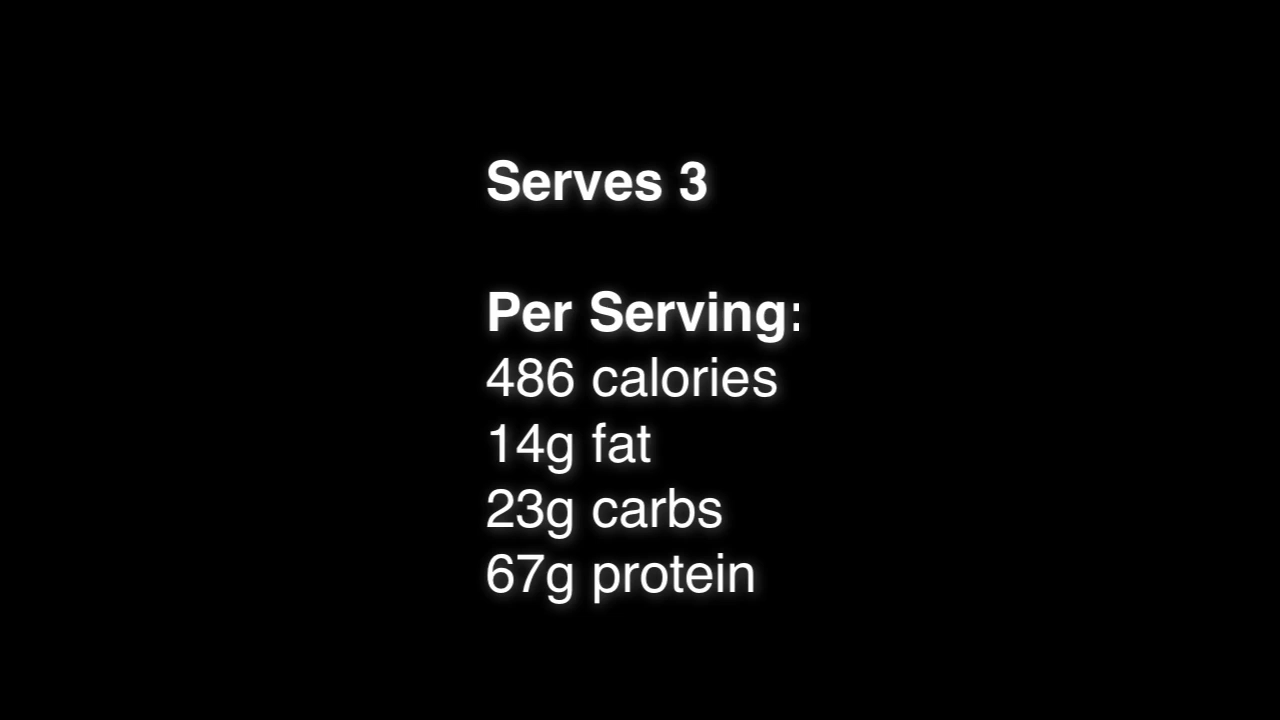 Serves 3
Per Serving:
486 calories
14g fat
23g carbs
67g protein